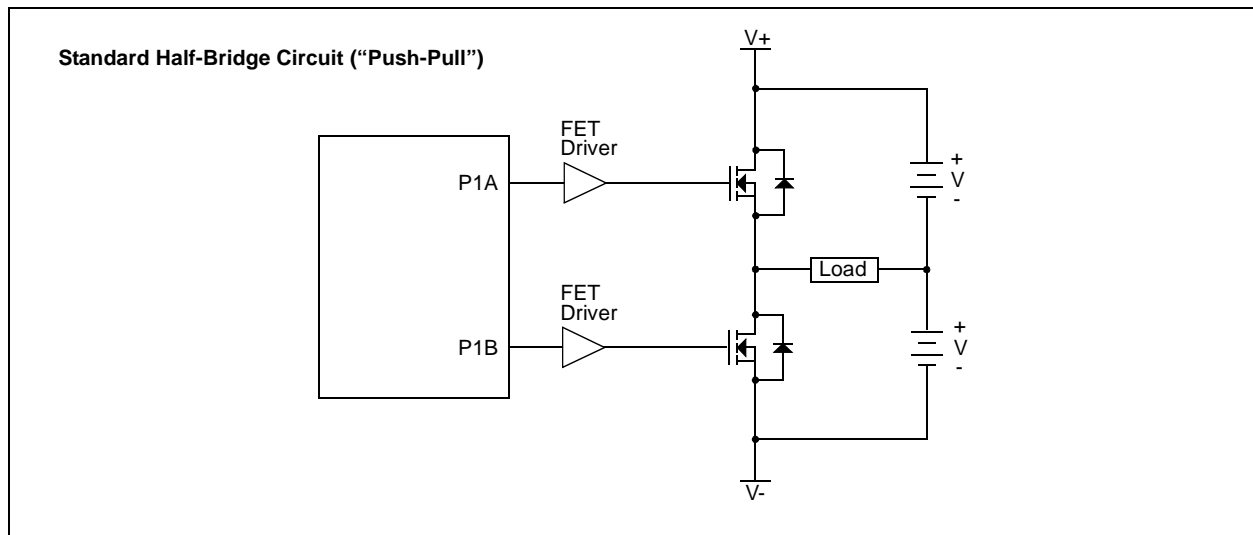 Standard Half-Bridge Circuit (“Push-Pull”)
V+
FET
Driver
P1A
+
V
-
Load
FET
Driver
P1B
+
V
-
V-